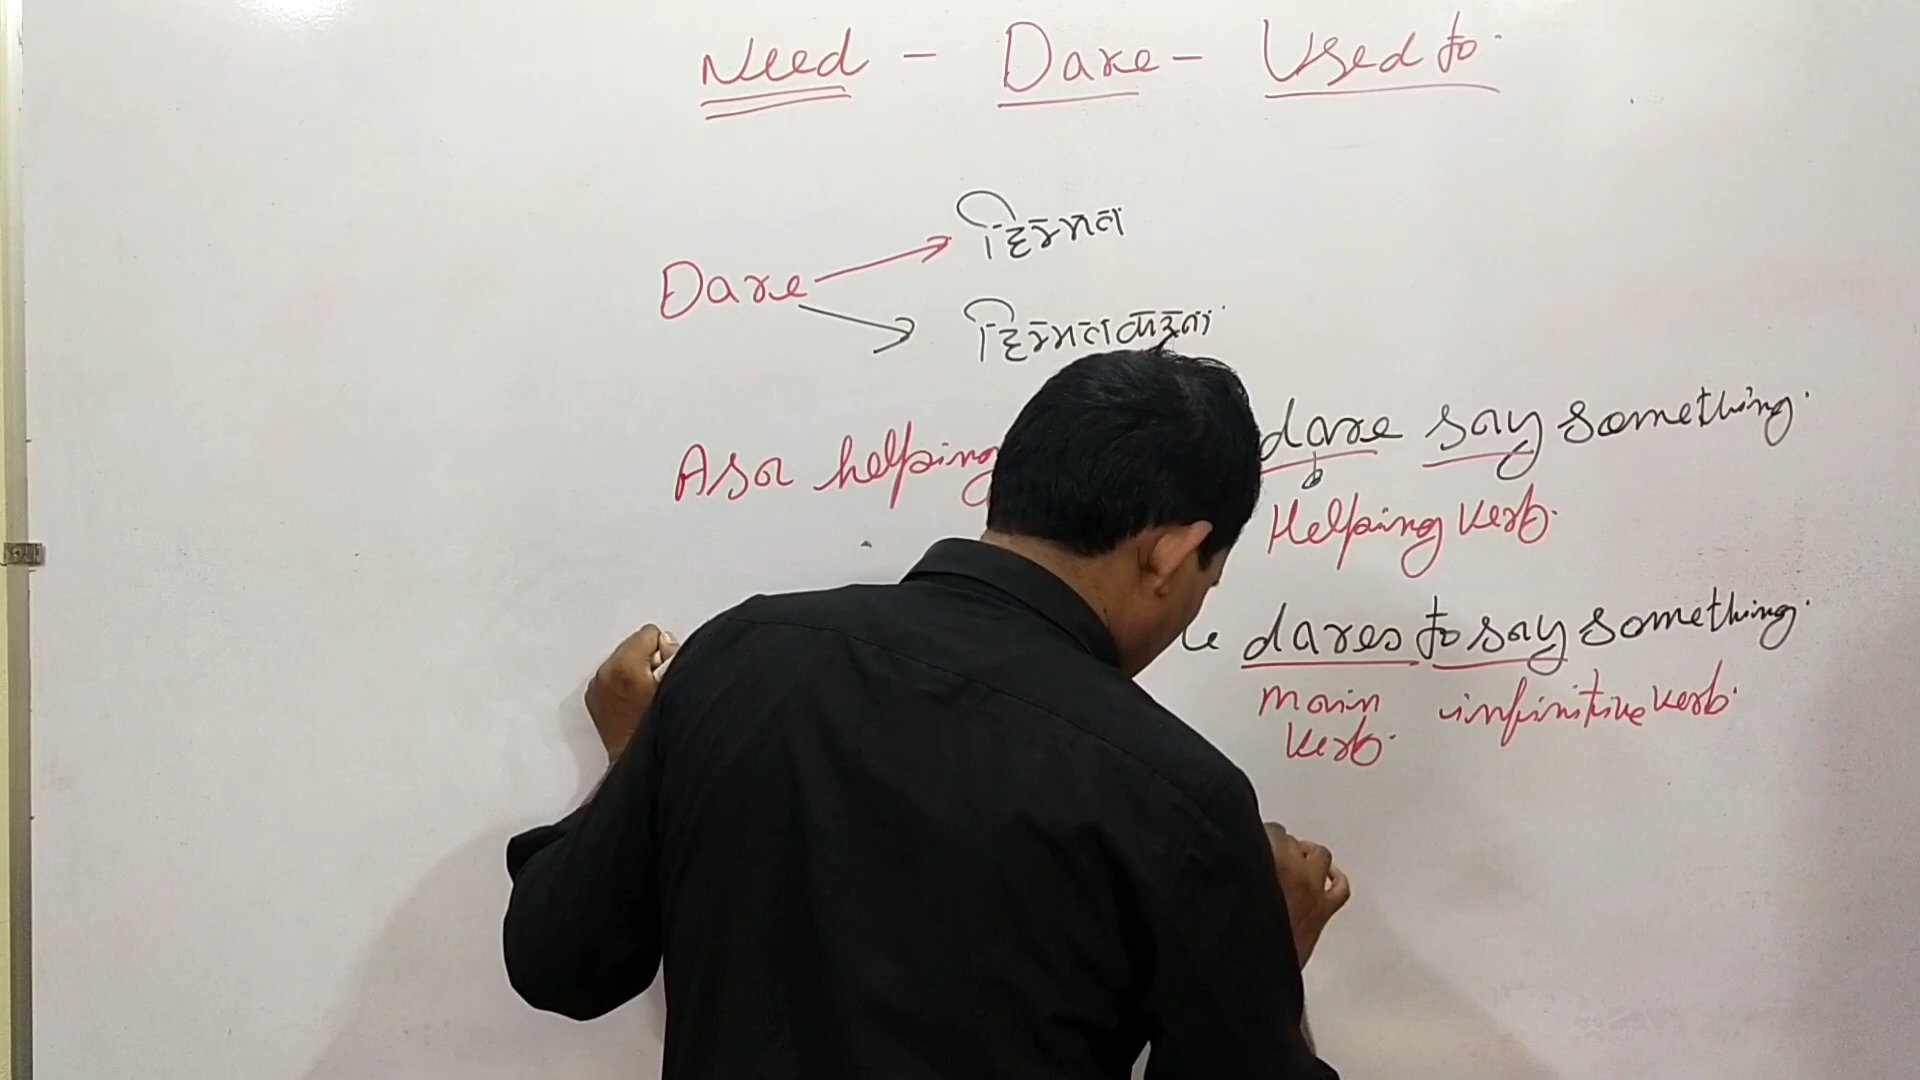 Need - Dare - Used to.
हिम्मत
Dare
हिम्मत करना
As a helping
dare say something.
Helping verb.
dares to say something.
main infinitive verb.
verb.